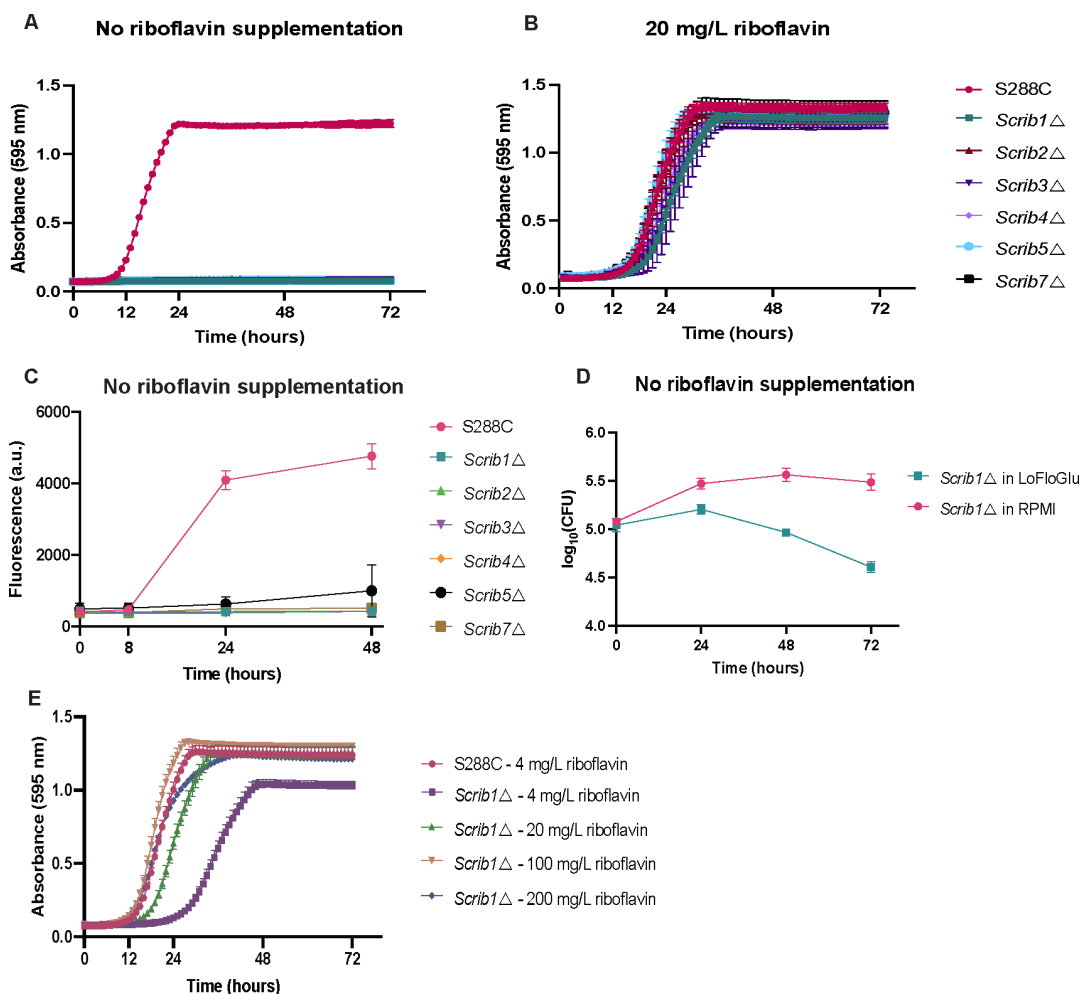 A
No riboflavin supplementation
Absorbance (595 nm)
1.5
1.0
0.5
0.0
0
12
24
48
72
Time (hours)
B
20 mg/L riboflavin
Absorbance (595 nm)
1.5
1.0
0.5
0.0
0
12
24
48
72
Time (hours)
S288C
Scrib1△
Scrib2△
Scrib3△
Scrib4△
Scrib5△
Scrib7△
C
No riboflavin supplementation
Fluorescence (a.u.)
6000
4000
2000
0
0
8
24
48
Time (hours)
S288C
Scrib1△
Scrib2△
Scrib3△
Scrib4△
Scrib5△
Scrib7△
D
No riboflavin supplementation
log₁₀(CFU)
6.0
5.5
5.0
4.5
4.0
0
24
48
72
Time (hours)
Scrib1△ in LoFloGlu
Scrib1△ in RPMI
E
Absorbance (595 nm)
1.5
1.0
0.5
0.0
0
12
24
48
72
Time (hours)
S288C - 4 mg/L riboflavin
Scrib1△ - 4 mg/L riboflavin
Scrib1△ - 20 mg/L riboflavin
Scrib1△ - 100 mg/L riboflavin
Scrib1△ - 200 mg/L riboflavin